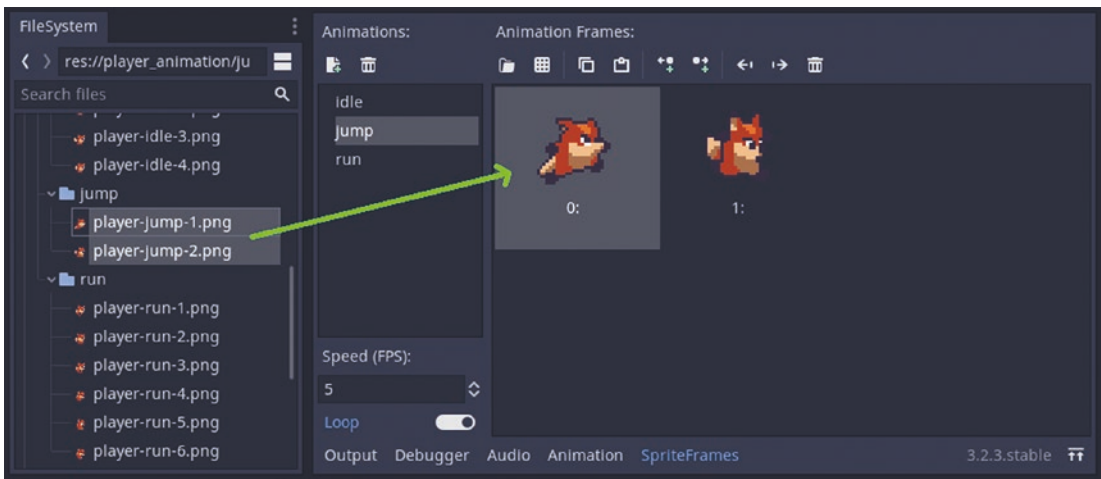 FileSystem
res://player_animation/ju
Search files
player-idle-3.png
player-idle-4.png
jump
player-jump-1.png
player-jump-2.png
run
player-run-1.png
player-run-2.png
player-run-3.png
player-run-4.png
player-run-5.png
player-run-6.png
Animations:
idle
jump
run
Speed (FPS):
5
Loop
Animation Frames:
0:
1:
Output Debugger Audio Animation SpriteFrames 3.2.3.stable